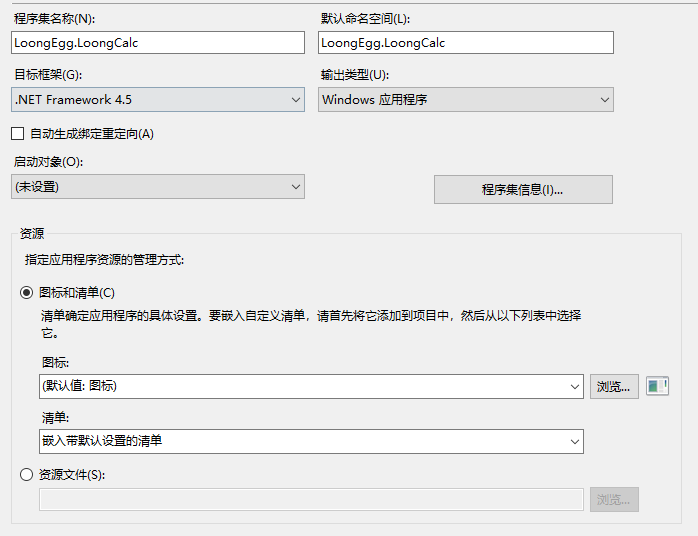 程序集名称(N):
默认命名空间(L):
LoongEgg.LoongCalc
LoongEgg.LoongCalc
目标框架(G):
输出类型(U):
.NET Framework 4.5
Windows 应用程序
自动生成绑定重定向(A)
启动对象(O):
(未设置)
程序集信息(I)...
资源
指定应用程序资源的管理方式:
图标和清单(C)
清单确定应用程序的具体设置。要嵌入自定义清单，请首先将它添加到项目中，然后从以下列表中选择
它。
图标:
(默认值: 图标)
浏览...
清单:
嵌入带默认设置的清单
资源文件(S):
浏览...